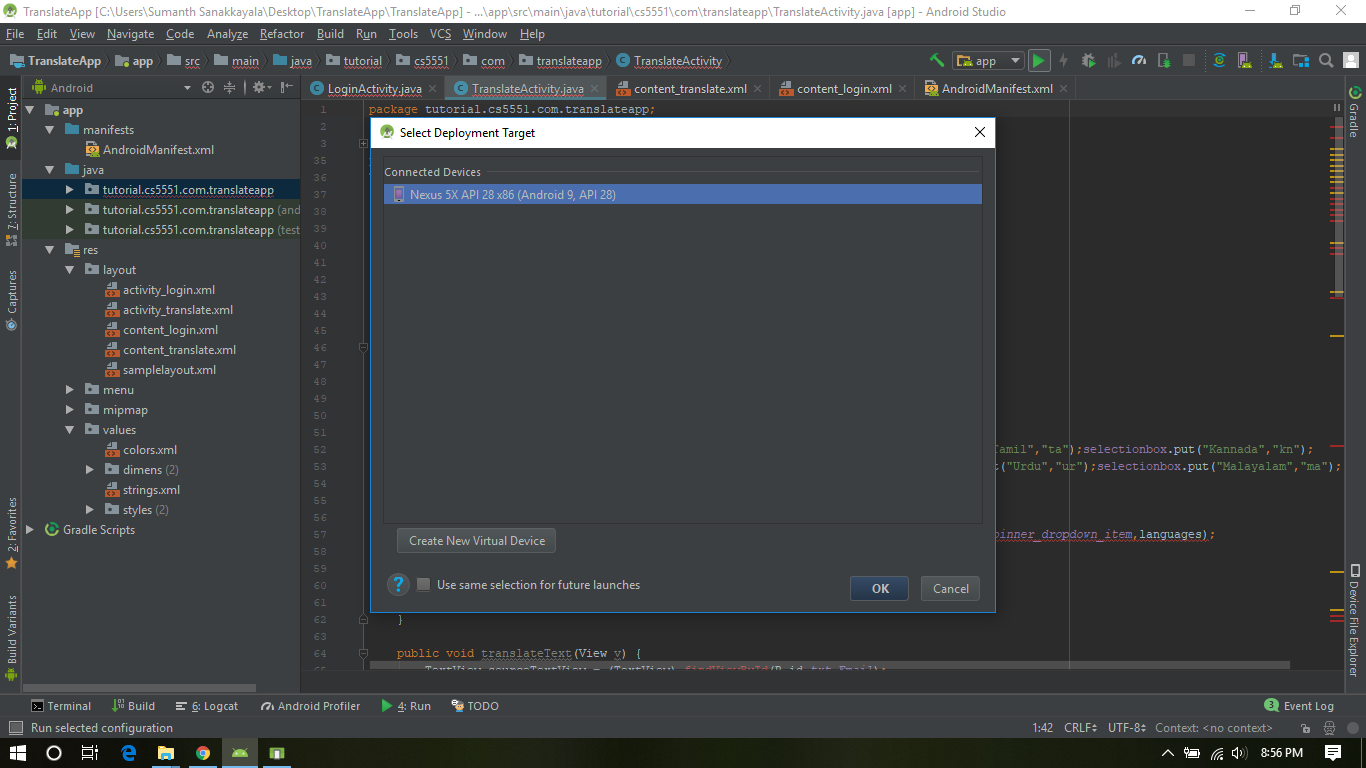 TranslateApp [C:\Users\Sumanth Sanakkayala\Desktop\TranslateApp\TranslateApp] - ...\app\src\main\java\tutorial\cs5551\com\translateapp\TranslateActivity.java [app] - Android Studio
File Edit View Navigate Code Analyze Refactor Build Run Tools VCS Window Help
TranslateApp app src main java tutorial cs5551 com translateapp TranslateActivity app
1: Project
7: Structure
Captures
2: Favorites
Build Variants
Android
app
manifests
AndroidManifest.xml
java
tutorial.cs5551.com.translateapp
tutorial.cs5551.com.translateapp (and
tutorial.cs5551.com.translateapp (test
res
layout
activity_login.xml
activity_translate.xml
content_login.xml
content_translate.xml
samplelayout.xml
menu
mipmap
values
colors.xml
dimens (2)
strings.xml
styles (2)
Gradle Scripts
LoginActivity.java TranslateActivity.java content_translate.xml content_login.xml AndroidManifest.xml
1 package tutorial.cs5551.com.translateapp;
2
3
35
36
37
38
39
40
41
42
43
44
45
46
47
48
49
50
51
52 Tamil","ta");selectionbox.put("Kannada","kn");
53 t("Urdu","ur");selectionbox.put("Malayalam","ma");
54
55
56
57 pinner_dropdown_item,languages);
58
59
60
61
62 }
63
64 public void translateText(View v) {
65 TextView sourceTextView = (TextView) findViewById(R.id.txt_Email);
Select Deployment Target
Connected Devices
Nexus 5X API 28 x86 (Android 9, API 28)
Create New Virtual Device
? Use same selection for future launches
OK Cancel
Gradle
Device File Explorer
Terminal Build 6: Logcat Android Profiler 4: Run TODO 3 Event Log
Run selected configuration 1:42 CRLF UTF-8 Context: <no context>
8:56 PM